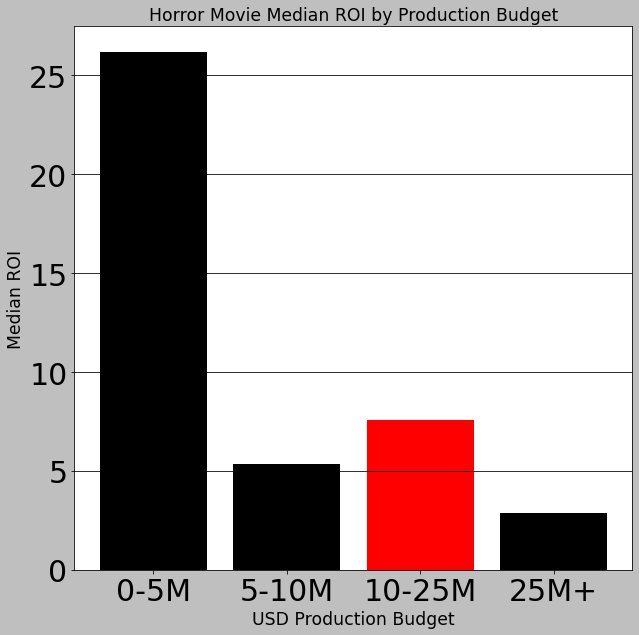 Horror Movie Median ROI by Production Budget
Median ROI
25
20
15
10
5
0
0-5M 5-10M 10-25M 25M+
USD Production Budget